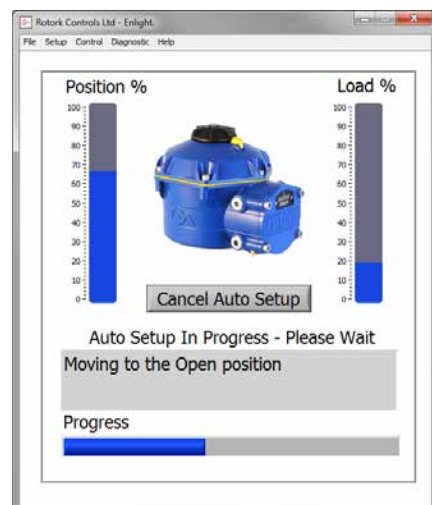 Rotork Controls Ltd - Enlight.
File Setup Control Diagnostic Help
Position % Load %
100 100
90 90
80 80
70 70
60 60
50 50
40 40
30 30
20 20
10 10
0 0
Cancel Auto Setup
Auto Setup In Progress - Please Wait
Moving to the Open position
Progress